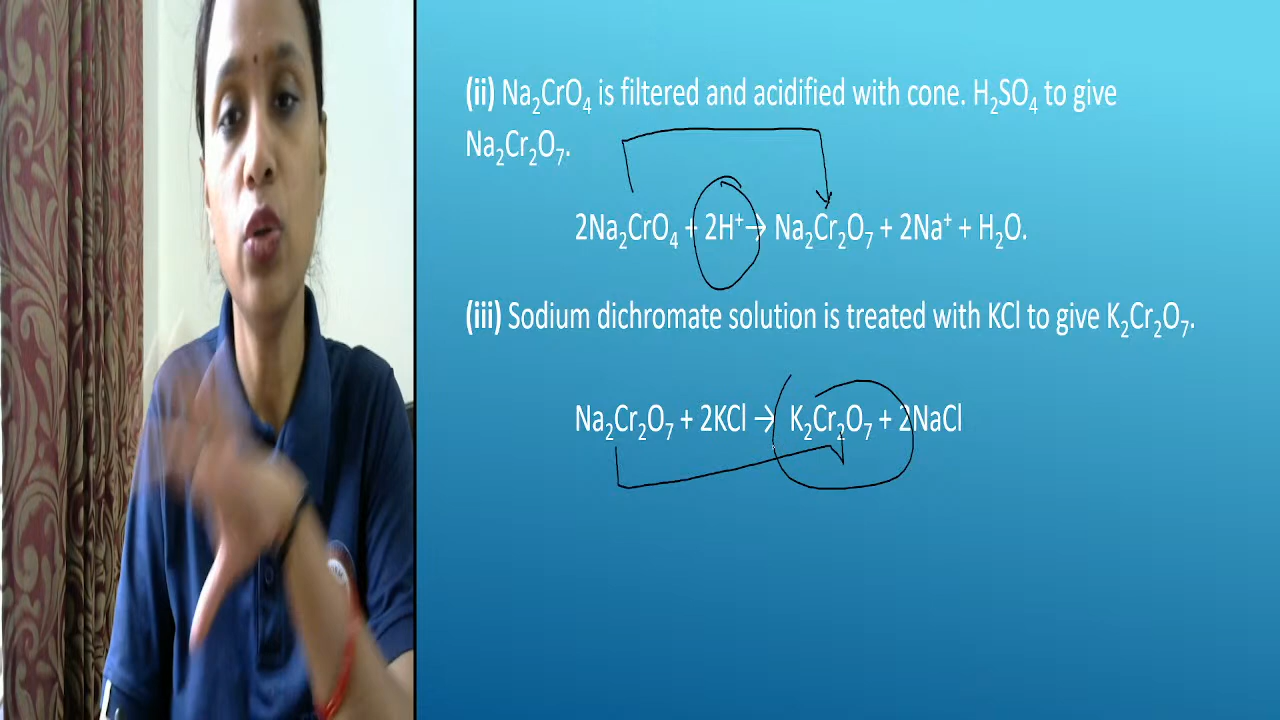 (ii) Na₂CrO₄ is filtered and acidified with cone. H₂SO₄ to give
Na₂Cr₂O₇.
2Na₂CrO₄ + 2H⁺→ Na₂Cr₂O₇ + 2Na⁺ + H₂O.
(iii) Sodium dichromate solution is treated with KCl to give K₂Cr₂O₇.
Na₂Cr₂O₇ + 2KCl → K₂Cr₂O₇ + 2NaCl